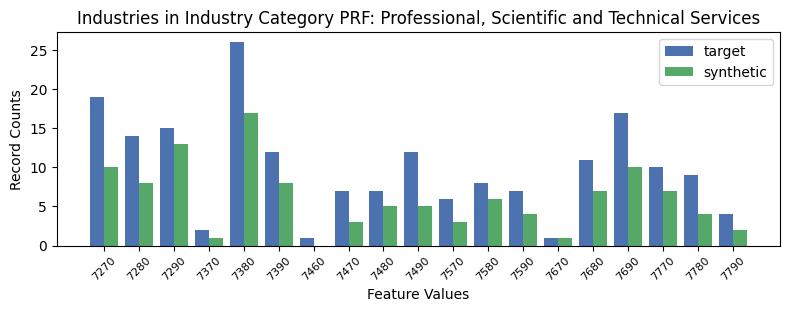 Industries in Industry Category PRF: Professional, Scientific and Technical Services
target
synthetic
Record Counts
25
20
15
10
5
0
7270 7280 7290 7370 7380 7390 7460 7470 7480 7490 7570 7580 7590 7670 7680 7690 7770 7780 7790
Feature Values